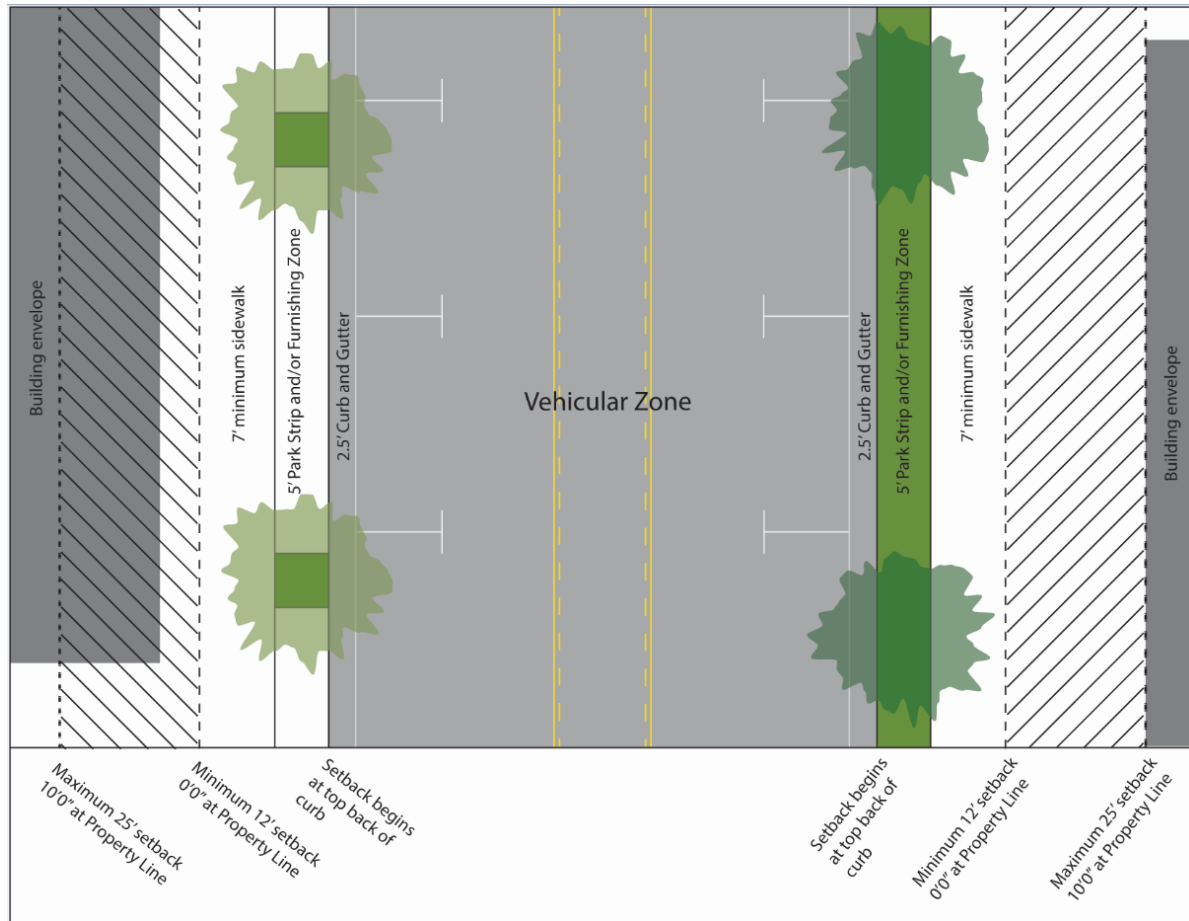 Building envelope
7' minimum sidewalk
5' Park Strip and/or Furnishing Zone
2.5' Curb and Gutter
Vehicular Zone
2.5' Curb and Gutter
5' Park Strip and/or Furnishing Zone
7' minimum sidewalk
Building envelope
Maximum 25' setback
10'0" at Property Line
Minimum 12' setback
0'0" at Property Line
Setback begins
at top back of
curb
Setback begins
at top back of
curb
Minimum 12' setback
0'0" at Property Line
Maximum 25' setback
10'0" at Property Line